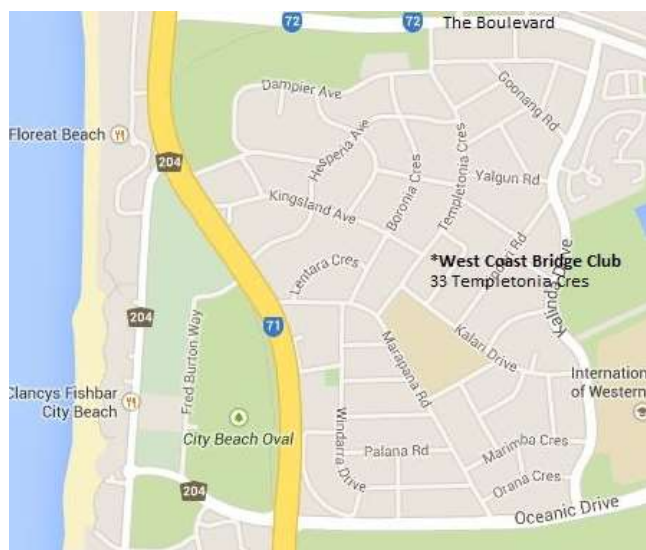 72
72
The Boulevard
Dampier Ave
Goonang Rd
Floreat Beach
Hesperia Ave
204
Boronia Cres
Templetonia Cres
Yalgun Rd
Kingsland Ave
*West Coast Bridge Club
33 Templetonia Cres
Lentara Cres
Kalinda Drive
204
71
Fred Burton Way
Kalari Drive
Marapana Rd
International
of Western
Clancys Fishbar
City Beach
City Beach Oval
Windarra Drive
Palana Rd
Marimba Cres
Orana Cres
204
Oceanic Drive